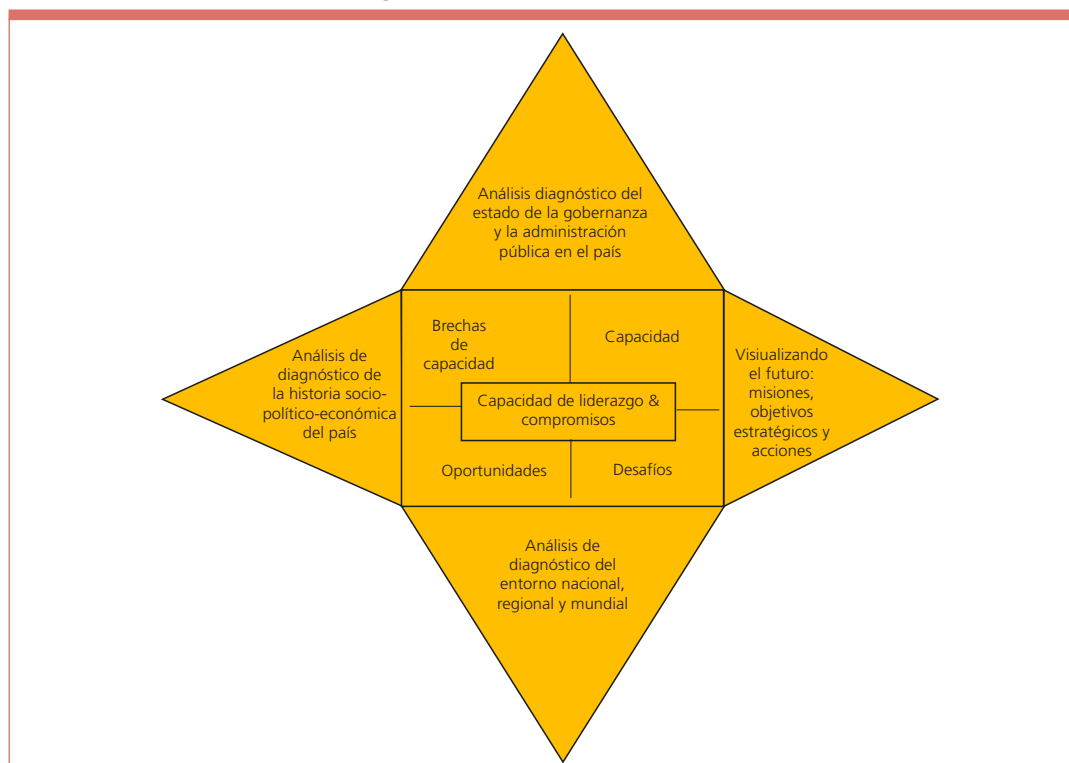 Análisis diagnóstico del
estado de la gobernanza
y la administración
pública en el país
Brechas
de
capacidad
Capacidad
Análisis de
diagnóstico de
la historia socio-
político-económica
del país
Capacidad de liderazgo &
compromisos
Visiualizando
el futuro:
misiones,
objetivos
estratégicos y
acciones
Oportunidades
Desafíos
Análisis de
diagnóstico del
entorno nacional,
regional y mundial